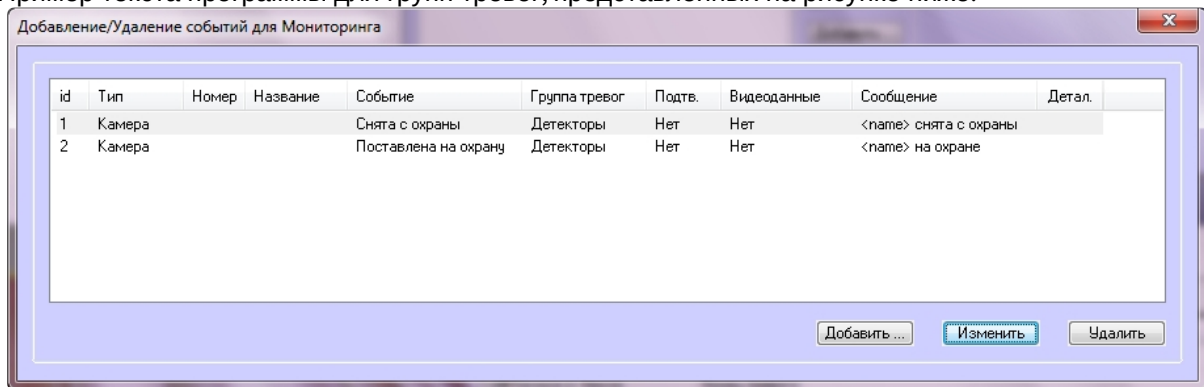 Пример текста программы для групп тревог, представленных на рисунке ниже:
Добавление/Удаление событий для Мониторинга
id Тип Номер Название Событие Группа тревог Подтв. Видеоданные Сообщение Детал.
1 Камера Снята с охраны Детекторы Нет Нет <name> снята с охраны
2 Камера Поставлена на охрану Детекторы Нет Нет <name> на охране
Добавить ... Изменить Удалить